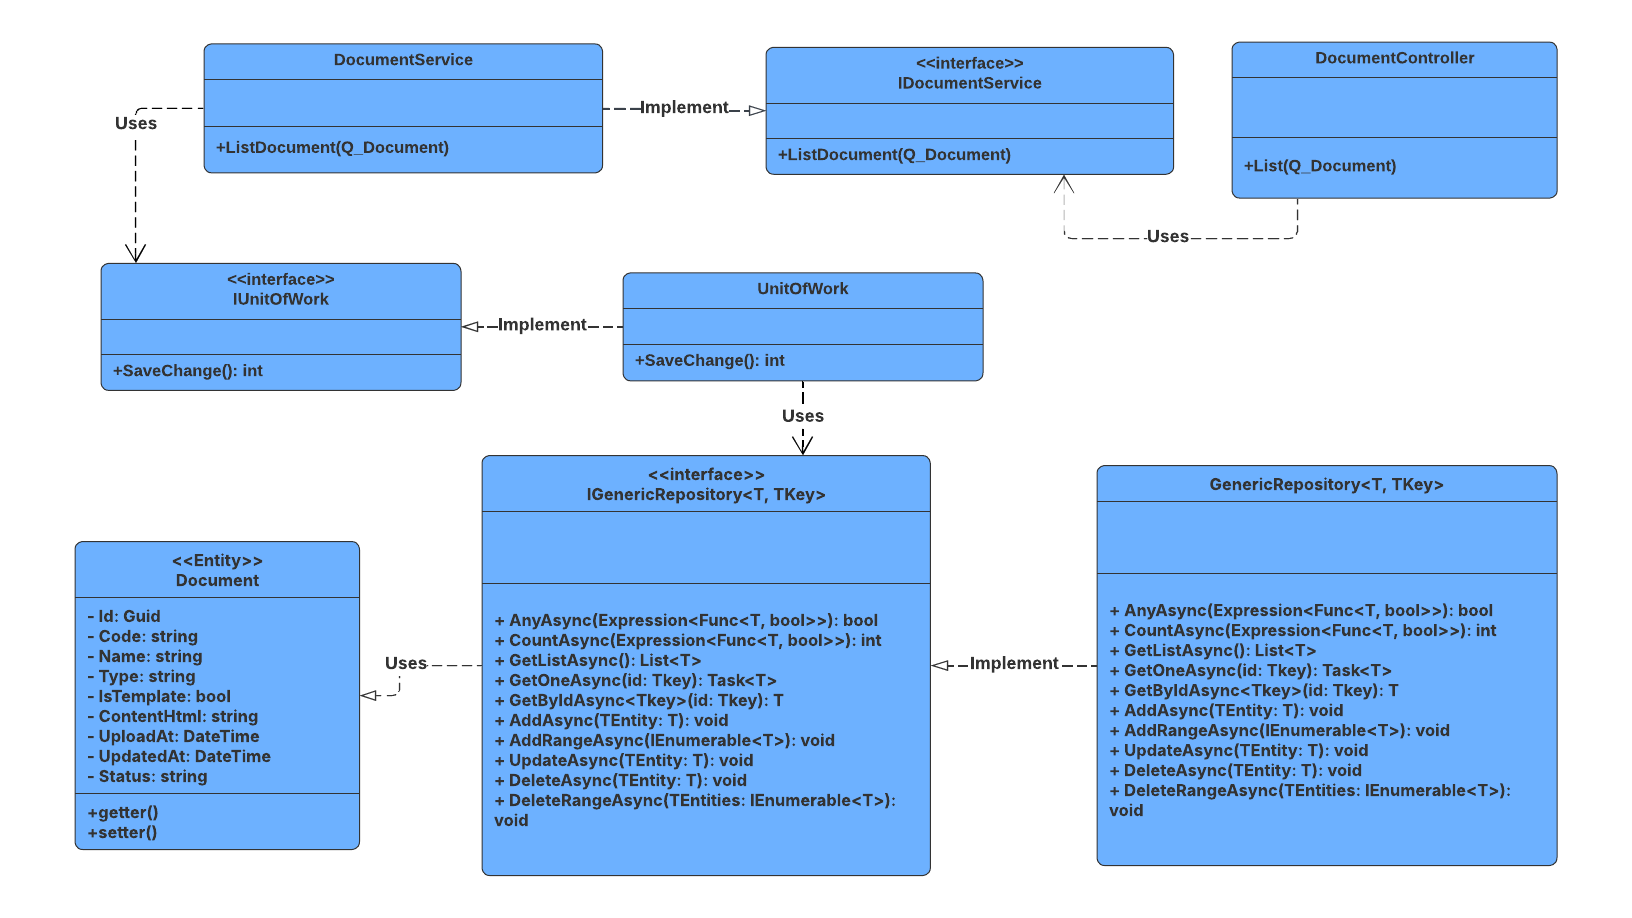 DocumentService
+ListDocument(Q_Document)
Implement
<<interface>>
IDocumentService
+ListDocument(Q_Document)
DocumentController
+List(Q_Document)
Uses
Uses
<<interface>>
IUnitOfWork
+SaveChange(): int
Implement
UnitOfWork
+SaveChange(): int
Uses
<<Entity>>
Document
- Id: Guid
- Code: string
- Name: string
- Type: string
- IsTemplate: bool
- ContentHtml: string
- UploadAt: DateTime
- UpdatedAt: DateTime
- Status: string
+getter()
+setter()
Uses
<<interface>>
IGenericRepository<T, TKey>
+ AnyAsync(Expression<Func<T, bool>>): bool
+ CountAsync(Expression<Func<T, bool>>): int
+ GetListAsync(): List<T>
+ GetOneAsync(id: Tkey): Task<T>
+ GetByIdAsync<Tkey>(id: Tkey): T
+ AddAsync(TEntity: T): void
+ AddRangeAsync(IEnumerable<T>): void
+ UpdateAsync(TEntity: T): void
+ DeleteAsync(TEntity: T): void
+ DeleteRangeAsync(TEntities: IEnumerable<T>):
void
Implement
GenericRepository<T, TKey>
+ AnyAsync(Expression<Func<T, bool>>): bool
+ CountAsync(Expression<Func<T, bool>>): int
+ GetListAsync(): List<T>
+ GetOneAsync(id: Tkey): Task<T>
+ GetByIdAsync<Tkey>(id: Tkey): T
+ AddAsync(TEntity: T): void
+ AddRangeAsync(IEnumerable<T>): void
+ UpdateAsync(TEntity: T): void
+ DeleteAsync(TEntity: T): void
+ DeleteRangeAsync(TEntities: IEnumerable<T>):
void